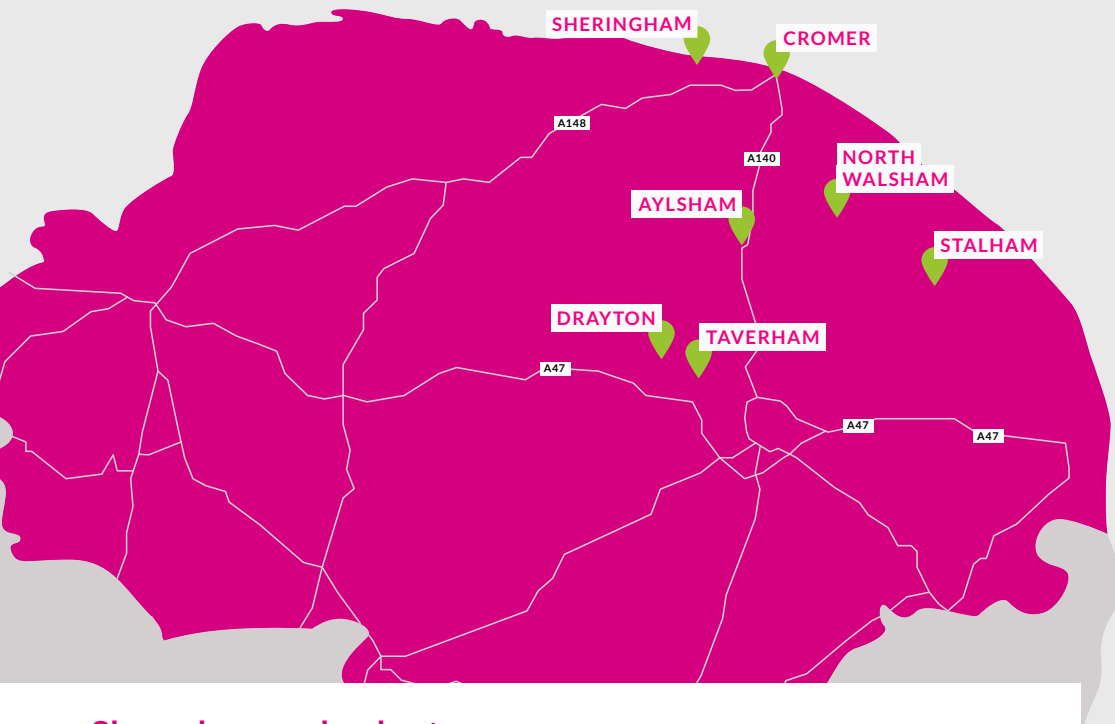 SHERINGHAM
CROMER
A148
A140
NORTH
WALSHAM
AYLSHAM
STALHAM
DRAYTON
TAVERHAM
A47
A47
A47